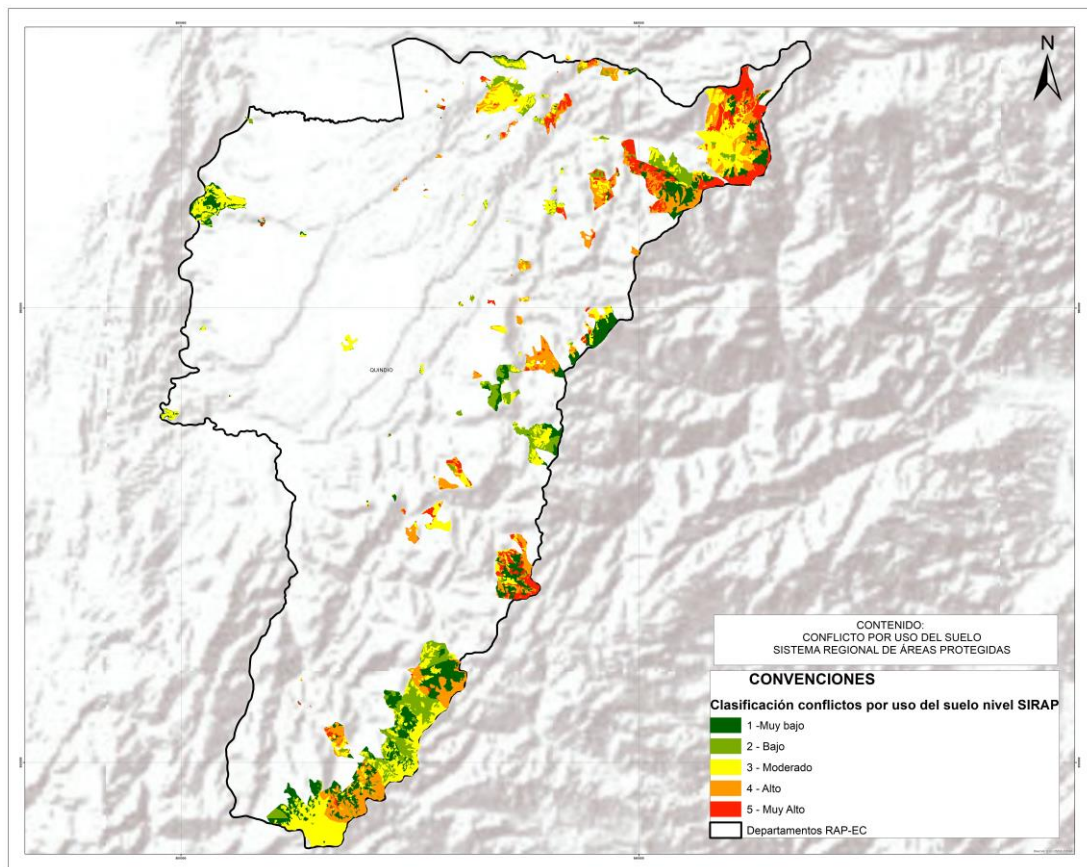 N
QUINDIO
CONTENIDO:
CONFLICTO POR USO DEL SUELO
SISTEMA REGIONAL DE ÁREAS PROTEGIDAS
CONVENCIONES
Clasificación conflictos por uso del suelo nivel SIRAP
1 -Muy bajo
2 - Bajo
3 - Moderado
4 - Alto
5 - Muy Alto
Departamentos RAP-EC